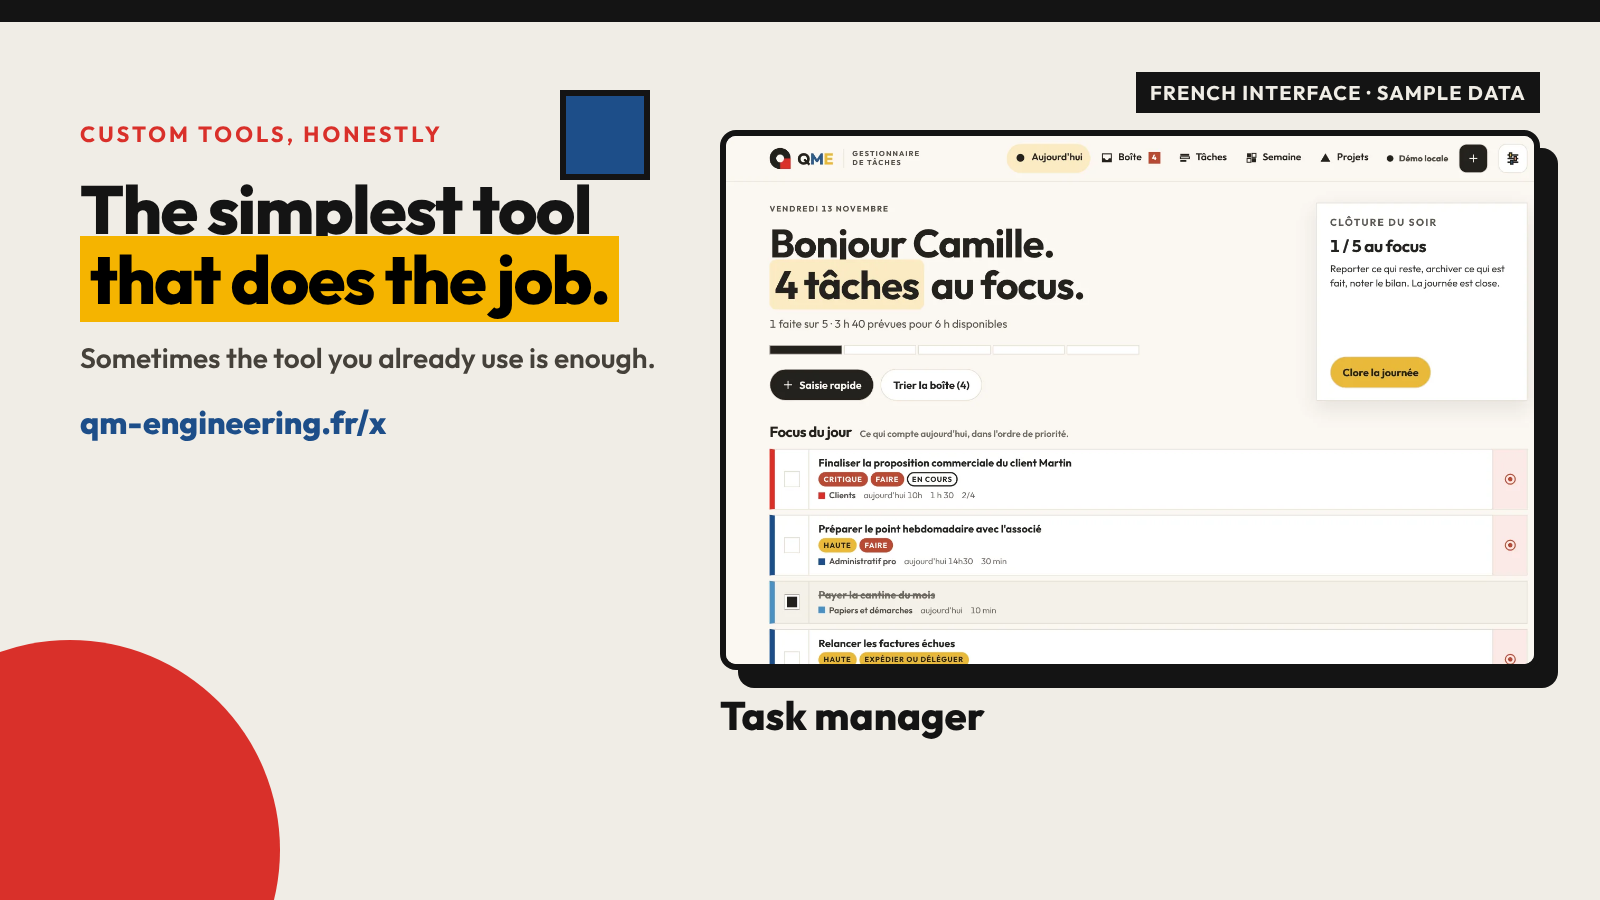 CUSTOM TOOLS, HONESTLY
The simplest tool
that does the job.
Sometimes the tool you already use is enough.
qm-engineering.fr/x
FRENCH INTERFACE · SAMPLE DATA
QME
GESTIONNAIRE
DE TÂCHES
Aujourd'hui
Boîte 4
Tâches
Semaine
Projets
Démo locale
+
VENDREDI 13 NOVEMBRE
Bonjour Camille.
4 tâches au focus.
1 faite sur 5 · 3 h 40 prévues pour 6 h disponibles
+ Saisie rapide
Trier la boîte (4)
CLÔTURE DU SOIR
1 / 5 au focus
Reporter ce qui reste, archiver ce qui est
fait, noter le bilan. La journée est close.
Clore la journée
Focus du jour Ce qui compte aujourd'hui, dans l'ordre de priorité.
Finaliser la proposition commerciale du client Martin
CRITIQUE FAIRE EN COURS
Clients aujourd'hui 10h 1 h 30 2/4
Préparer le point hebdomadaire avec l'associé
HAUTE FAIRE
Administratif pro aujourd'hui 14h30 30 min
Payer la cantine du mois
Papiers et démarches aujourd'hui 10 min
Relancer les factures échues
HAUTE EXPÉDIER OU DÉLÉGUER
Task manager